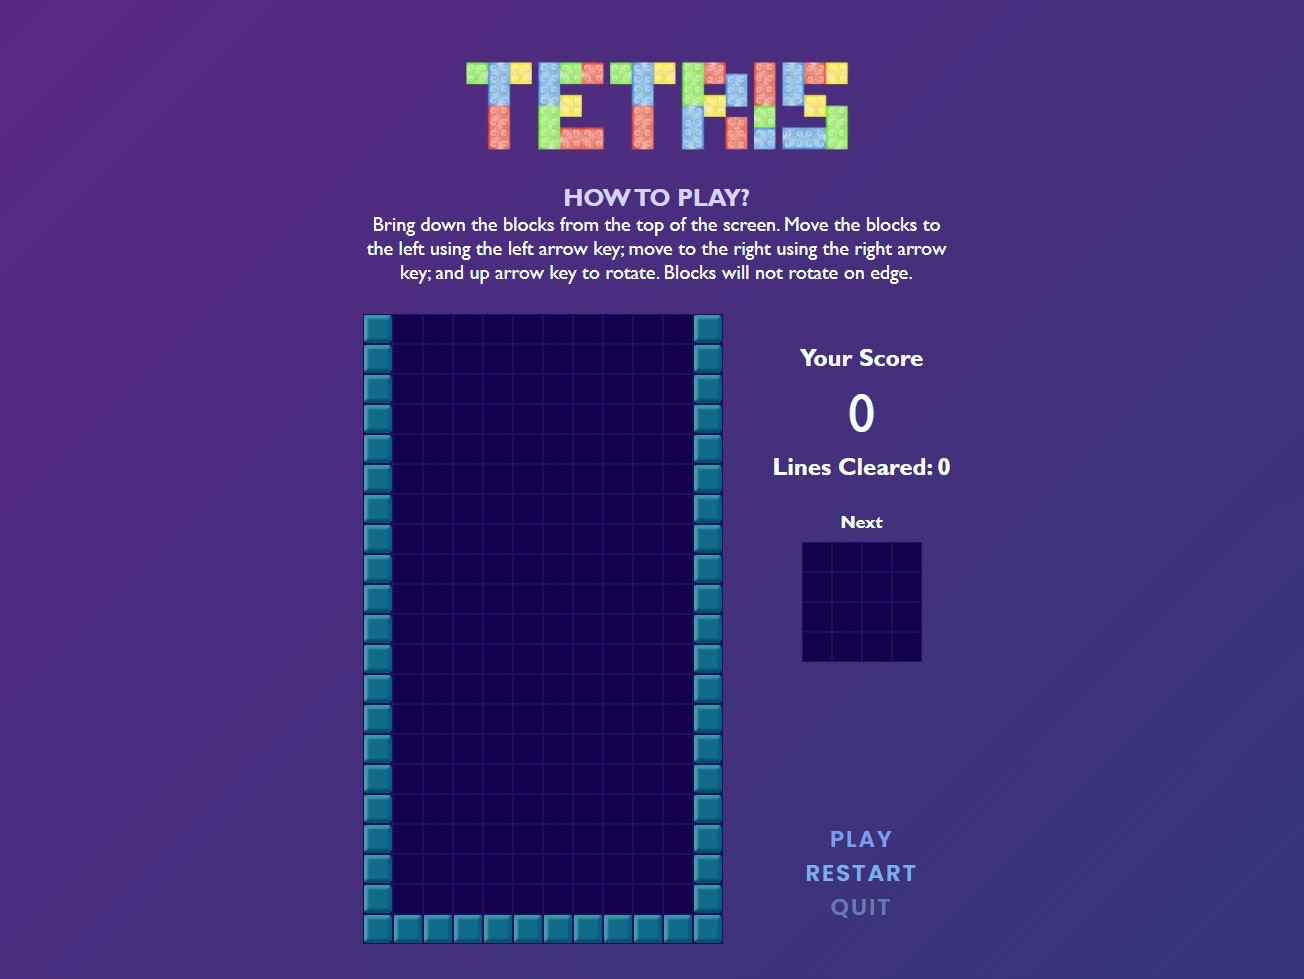 TETRIS
HOW TO PLAY?
Bring down the blocks from the top of the screen. Move the blocks to
the left using the left arrow key; move to the right using the right arrow
key; and up arrow key to rotate. Blocks will not rotate on edge.
Your Score
0
Lines Cleared: 0
Next
PLAY
RESTART
QUIT